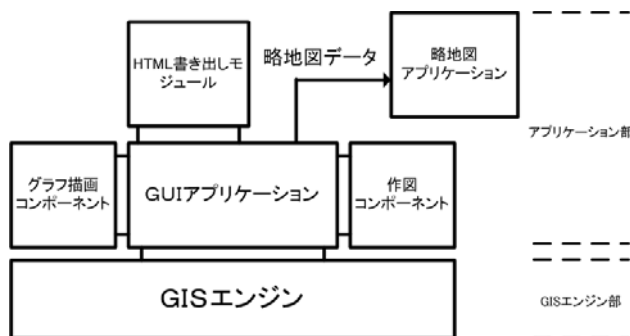 HTML書き出しモ
ジュール
略地図データ
略地図
アプリケーション
アプリケーション部
グラフ描画
コンポーネント
GUIアプリケーション
作図
コンポーネント
GISエンジン
GISエンジン部